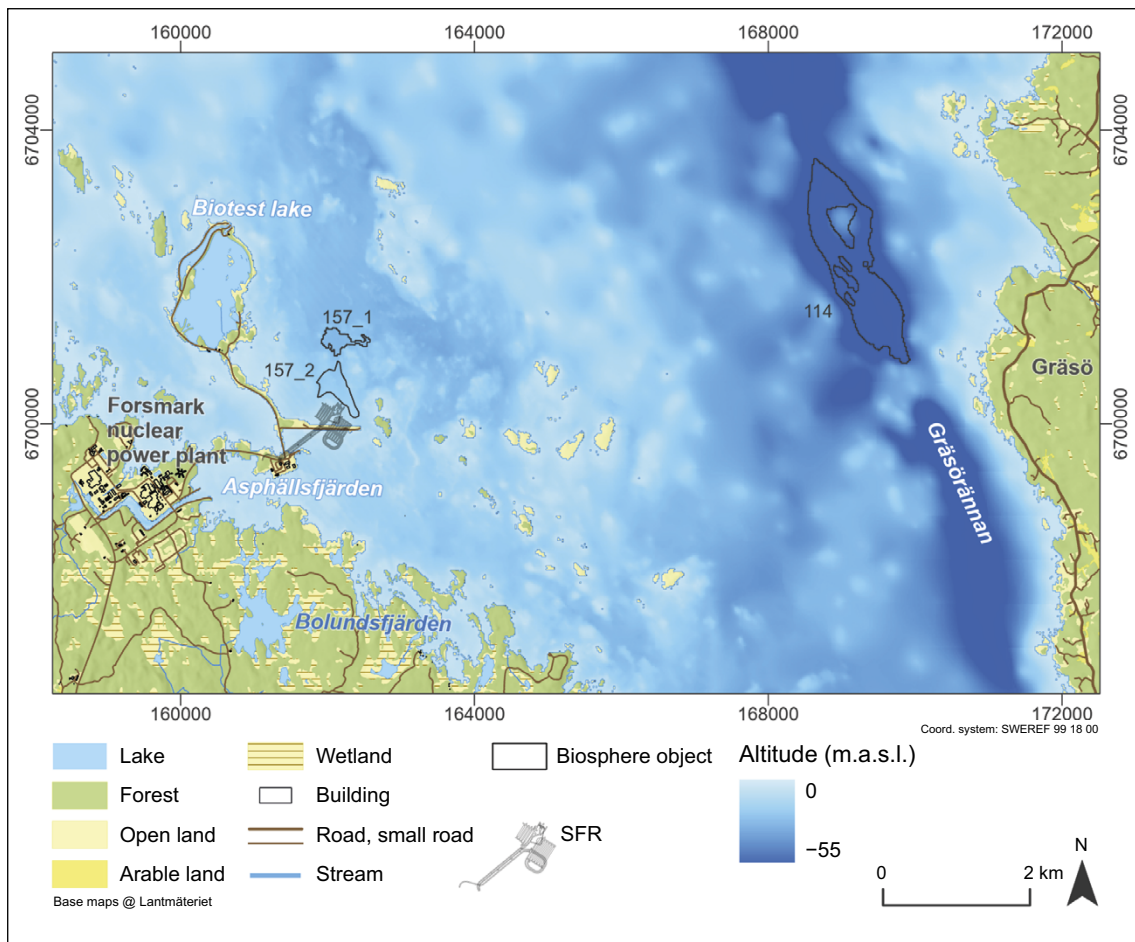 160000
164000
168000
172000
6704000
6704000
Biotest lake
157_1
114
157_2
Gräsö
Forsmark
nuclear
power plant
6700000
6700000
Gräsörännan
Asphällsfjärden
Bolundsfjärden
160000
164000
168000
172000
Coord. system: SWEREF 99 18 00
Lake
Wetland
Biosphere object
Altitude (m.a.s.l.)
Forest
Building
0
Open land
Road, small road
SFR
−55
Arable land
Stream
N
0
2 km
Base maps @ Lantmäteriet